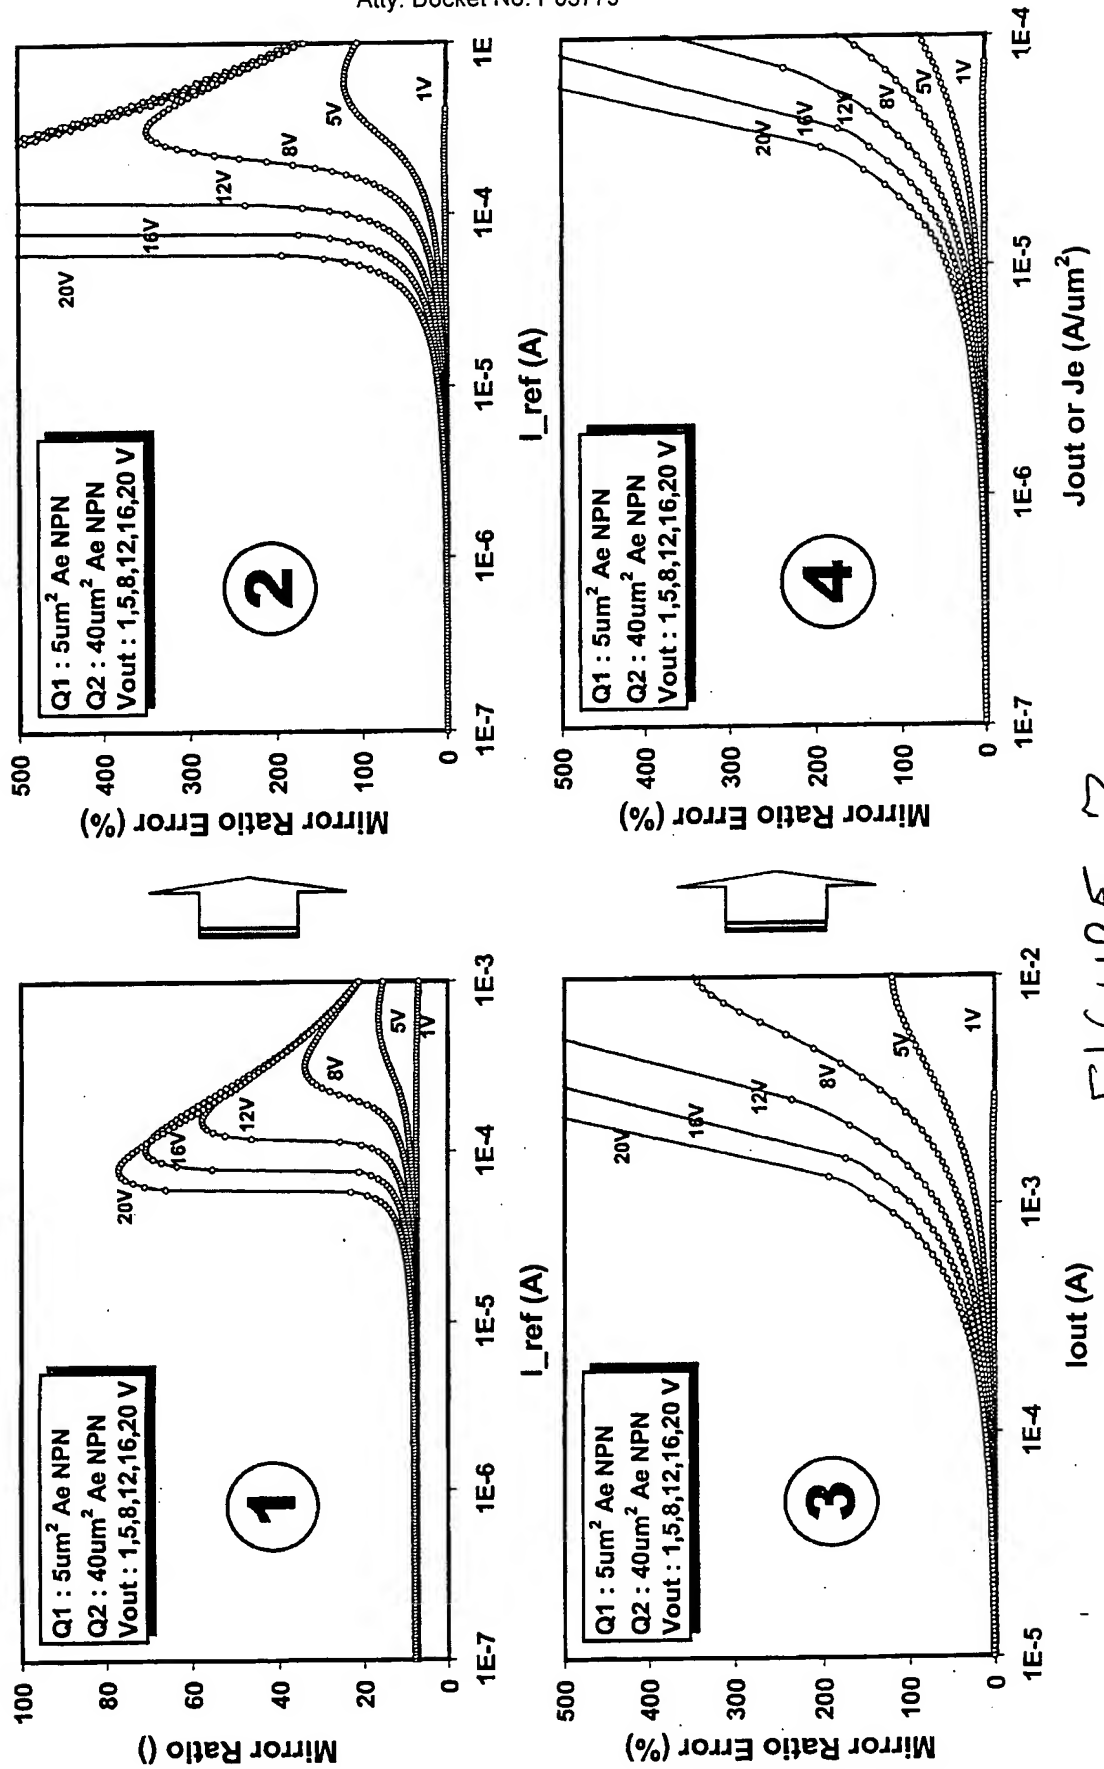 Atty. Docket No. P05775
Mirror Ratio ()
100
80
60
40
20
0
Q1 : 5um² Ae NPN
Q2 : 40um² Ae NPN
Vout : 1,5,8,12,16,20 V
1
20V
16V
12V
8V
5V
1V
1E-7
1E-6
1E-5
1E-4
1E-3
I_ref (A)
Mirror Ratio Error (%)
500
400
300
200
100
0
Q1 : 5um² Ae NPN
Q2 : 40um² Ae NPN
Vout : 1,5,8,12,16,20 V
2
20V
16V
12V
8V
5V
1V
1E-7
1E-6
1E-5
1E-4
1E
I_ref (A)
Mirror Ratio Error (%)
500
400
300
200
100
0
Q1 : 5um² Ae NPN
Q2 : 40um² Ae NPN
Vout : 1,5,8,12,16,20 V
3
20V
16V
12V
8V
5V
1V
1E-5
1E-4
1E-3
1E-2
Iout (A)
Mirror Ratio Error (%)
500
400
300
200
100
0
Q1 : 5um² Ae NPN
Q2 : 40um² Ae NPN
Vout : 1,5,8,12,16,20 V
4
20V
16V
12V
8V
5V
1V
1E-7
1E-6
1E-5
1E-4
Jout or Je (A/um²)